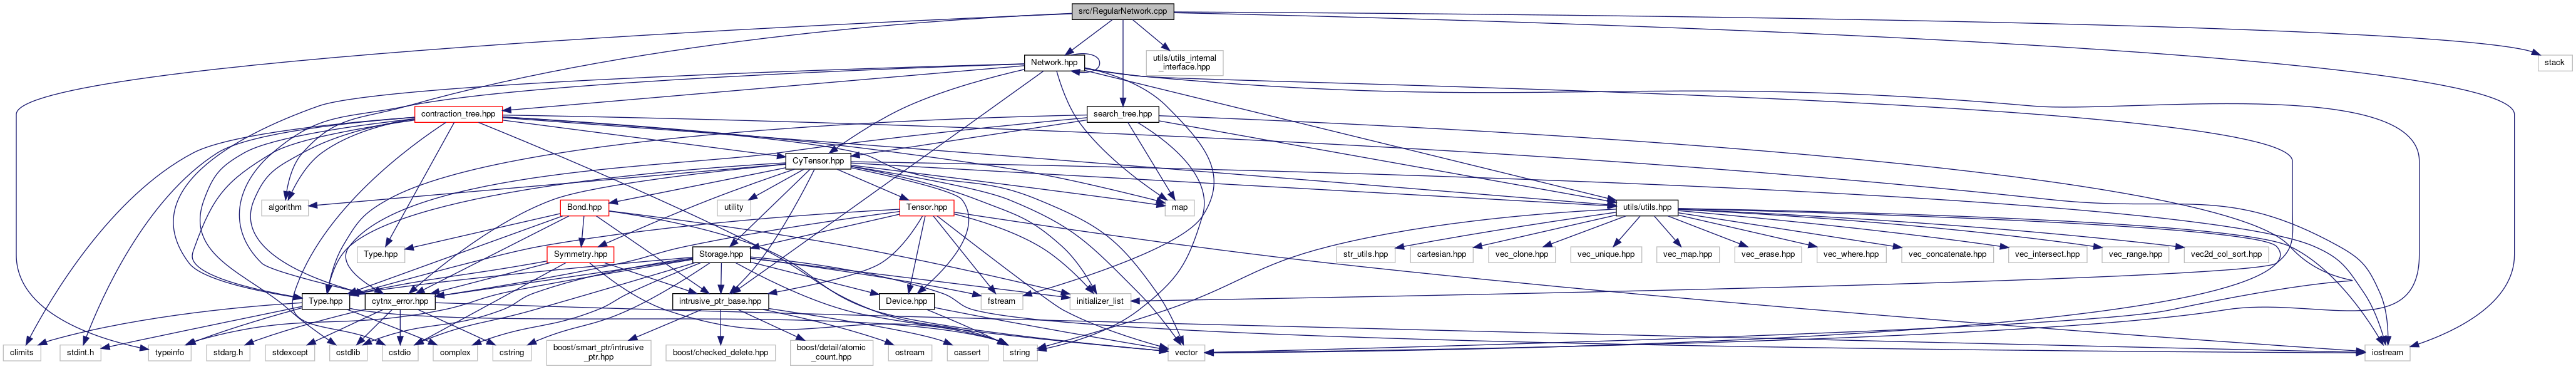 src/RegularNetwork.cpp
Network.hpp
utils/utils_internal
_interface.hpp
stack
contraction_tree.hpp
search_tree.hpp
CyTensor.hpp
algorithm
utility
Bond.hpp
Tensor.hpp
map
utils/utils.hpp
Type.hpp
Symmetry.hpp
Storage.hpp
str_utils.hpp
cartesian.hpp
vec_clone.hpp
vec_unique.hpp
vec_map.hpp
vec_erase.hpp
vec_where.hpp
vec_concatenate.hpp
vec_intersect.hpp
vec_range.hpp
vec2d_col_sort.hpp
Type.hpp
cytnx_error.hpp
intrusive_ptr_base.hpp
Device.hpp
fstream
initializer_list
climits
stdint.h
typeinfo
stdarg.h
stdexcept
cstdlib
cstdio
complex
cstring
boost/smart_ptr/intrusive
_ptr.hpp
boost/checked_delete.hpp
boost/detail/atomic
_count.hpp
ostream
cassert
string
vector
iostream